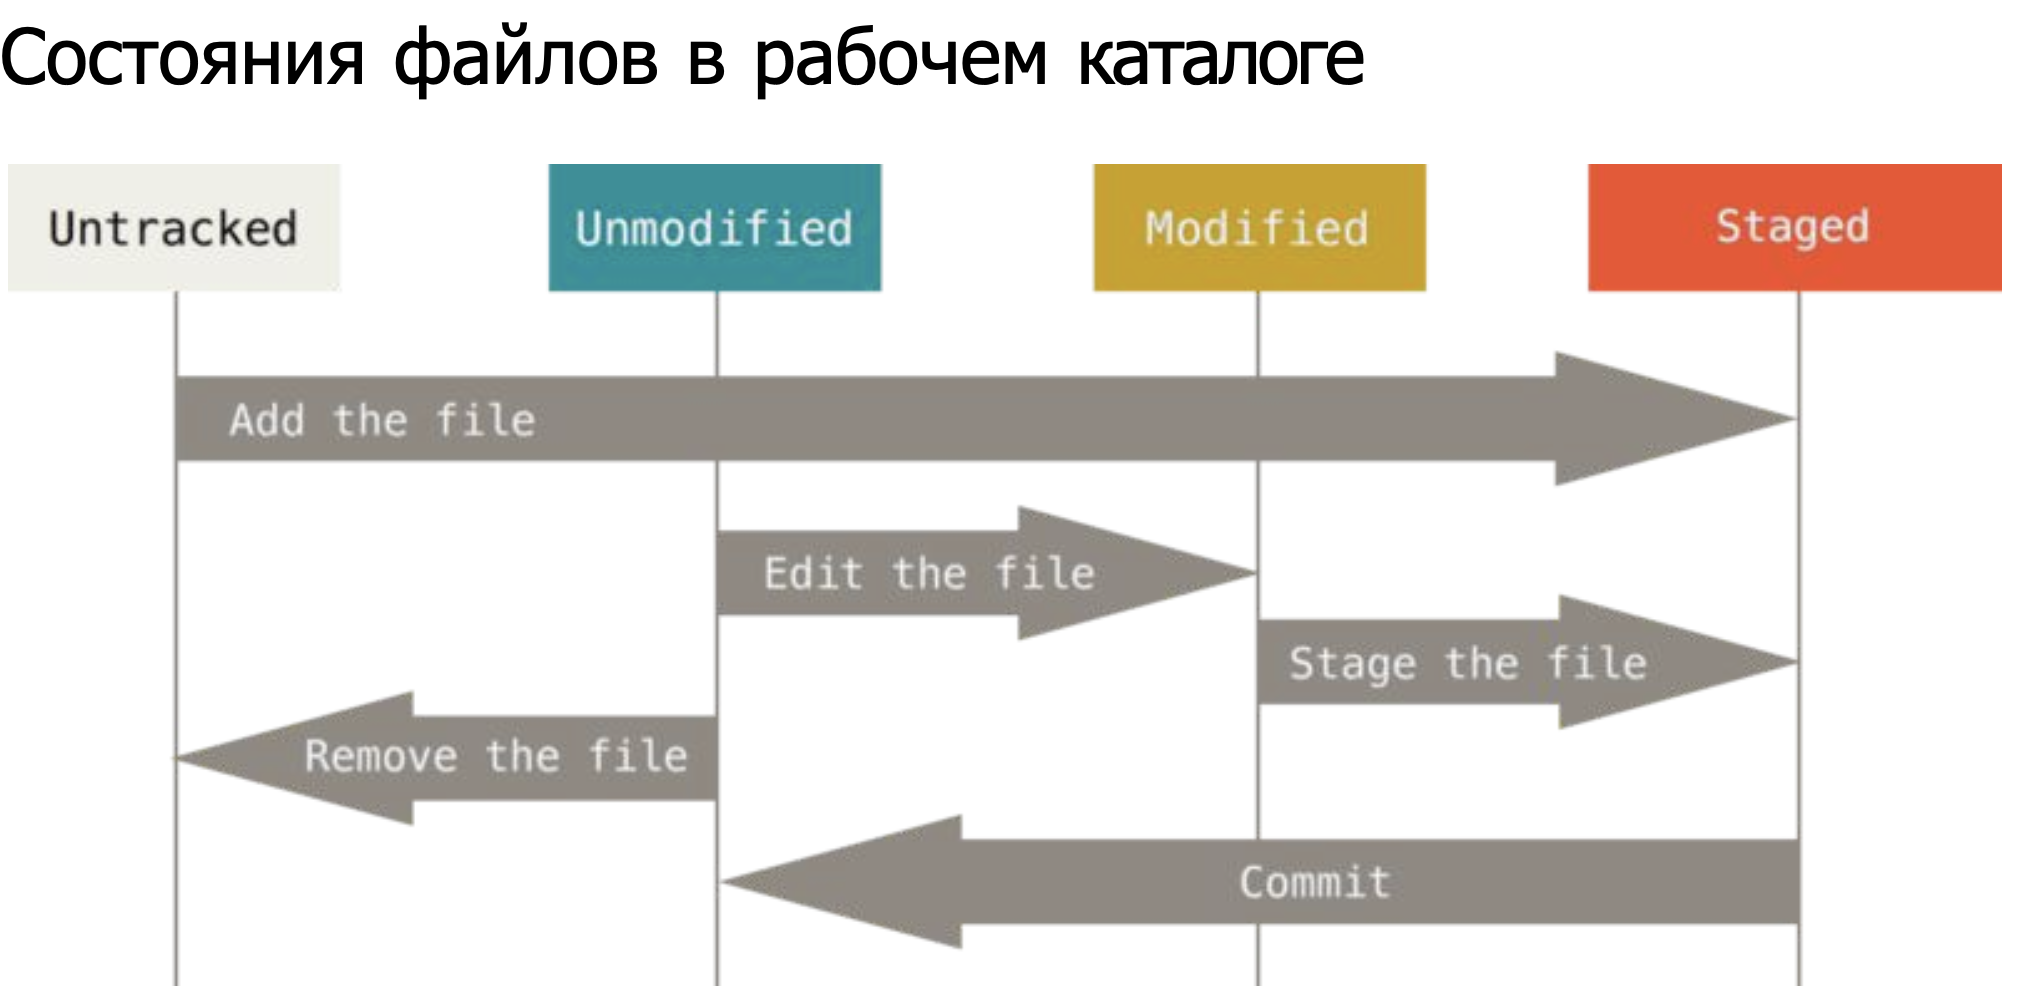 Состояния файлов в рабочем каталоге
Untracked
Unmodified
Modified
Staged
Add the file
Edit the file
Stage the file
Remove the file
Commit